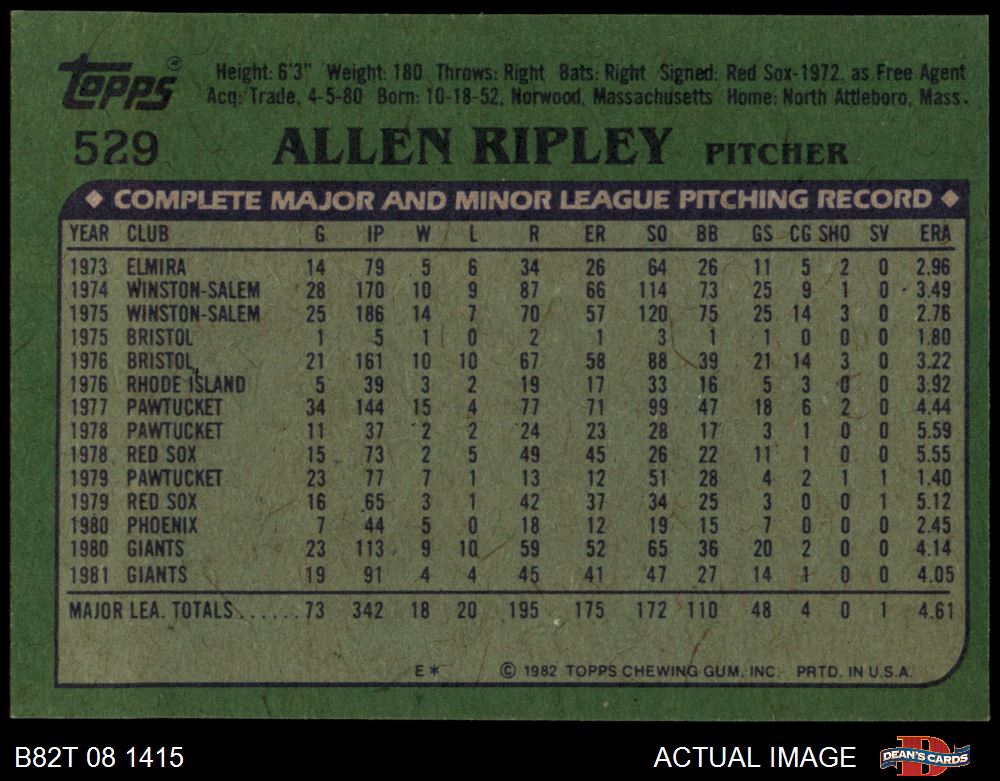 Topps® Height: 6'3" Weight: 180 Throws: Right Bats: Right Signed: Red Sox-1972. as Free Agent
Acq: Trade, 4-5-80 Born: 10-18-52, Norwood, Massachusetts Home: North Attleboro, Mass.
529 ALLEN RIPLEY PITCHER
◆ COMPLETE MAJOR AND MINOR LEAGUE PITCHING RECORD ◆
YEAR CLUB G IP W L R ER SO BB GS CG SHO SV ERA
1973 ELMIRA 14 79 5 6 34 26 64 26 11 5 2 0 2.96
1974 WINSTON-SALEM 28 170 10 9 87 66 114 73 25 9 1 0 3.49
1975 WINSTON-SALEM 25 186 14 7 70 57 120 75 25 14 3 0 2.76
1975 BRISTOL 1 5 1 0 2 1 3 1 1 0 0 0 1.80
1976 BRISTOL 21 161 10 10 67 58 88 39 21 14 3 0 3.22
1976 RHODE ISLAND 5 39 3 2 19 17 33 16 5 3 0 0 3.92
1977 PAWTUCKET 34 144 15 4 77 71 99 47 18 6 2 0 4.44
1978 PAWTUCKET 11 37 2 2 24 23 28 17 3 1 0 0 5.59
1978 RED SOX 15 73 2 5 49 45 26 22 11 1 0 0 5.55
1979 PAWTUCKET 23 77 7 1 13 12 51 28 4 2 1 1 1.40
1979 RED SOX 16 65 3 1 42 37 34 25 3 0 0 1 5.12
1980 PHOENIX 7 44 5 0 18 12 19 15 7 0 0 0 2.45
1980 GIANTS 23 113 9 10 59 52 65 36 20 2 0 0 4.14
1981 GIANTS 19 91 4 4 45 41 47 27 14 1 0 0 4.05
MAJOR LEA. TOTALS...... 73 342 18 20 195 175 172 110 48 4 0 1 4.61
E* © 1982 TOPPS CHEWING GUM, INC. PRTD. IN U.S.A.
B82T 08 1415 ACTUAL IMAGE DEAN'S CARDS